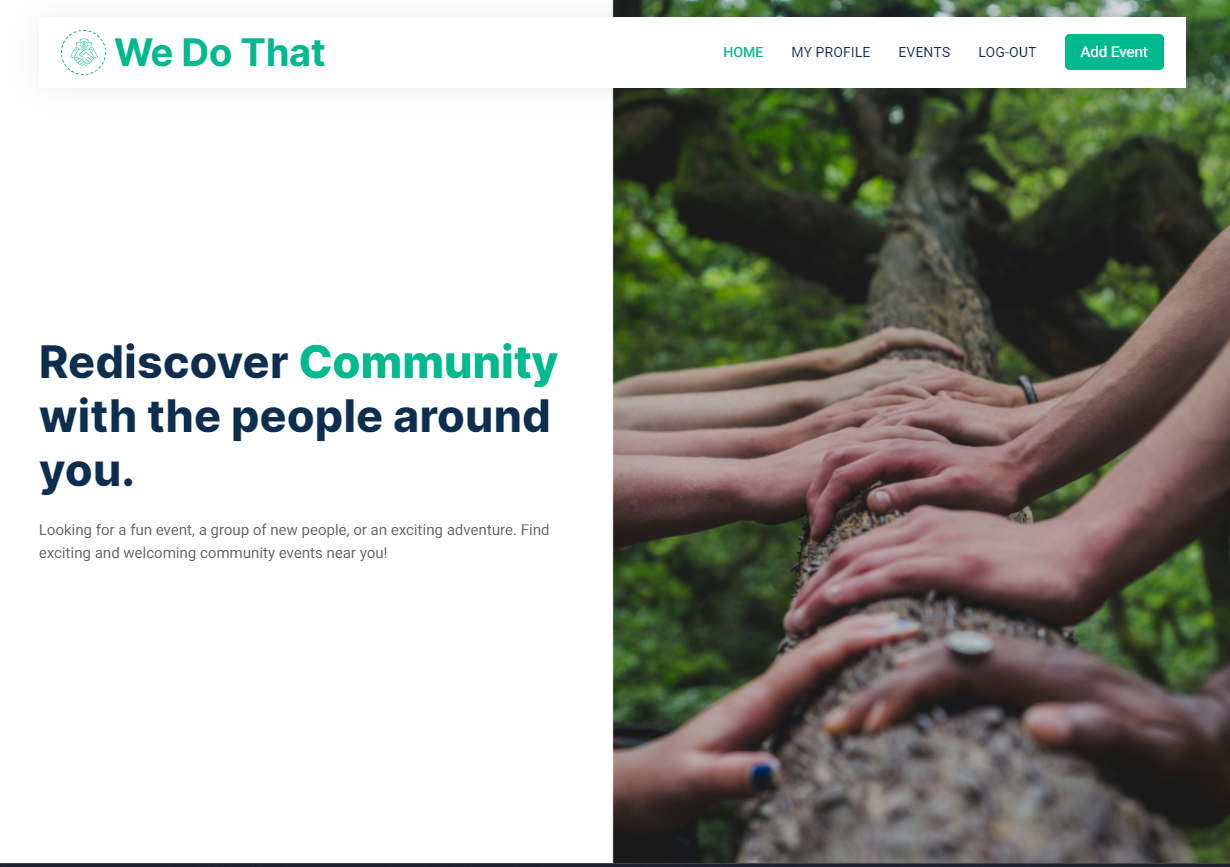 We Do That
HOME MY PROFILE EVENTS LOG-OUT Add Event
Rediscover Community
with the people around
you.
Looking for a fun event, a group of new people, or an exciting adventure. Find
exciting and welcoming community events near you!